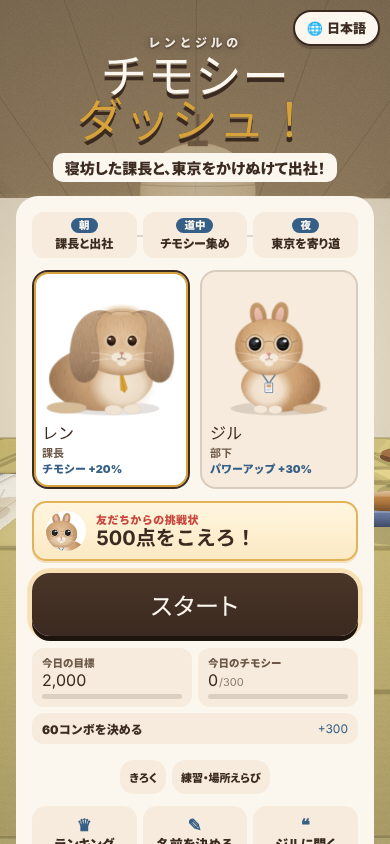 🌐 日本語
レンとジルの
チモシー
ダッシュ！
寝坊した課長と、東京をかけぬけて出社!
朝
課長と出社
道中
チモシー集め
夜
東京を寄り道
レン
課長
チモシー +20%
ジル
部下
パワーアップ +30%
友だちからの挑戦状
500点をこえろ！
スタート
今日の目標
2,000
今日のチモシー
0/300
60コンボを決める
+300
きろく
練習・場所えらび
ランキング
名前を決める
ジルに聞く